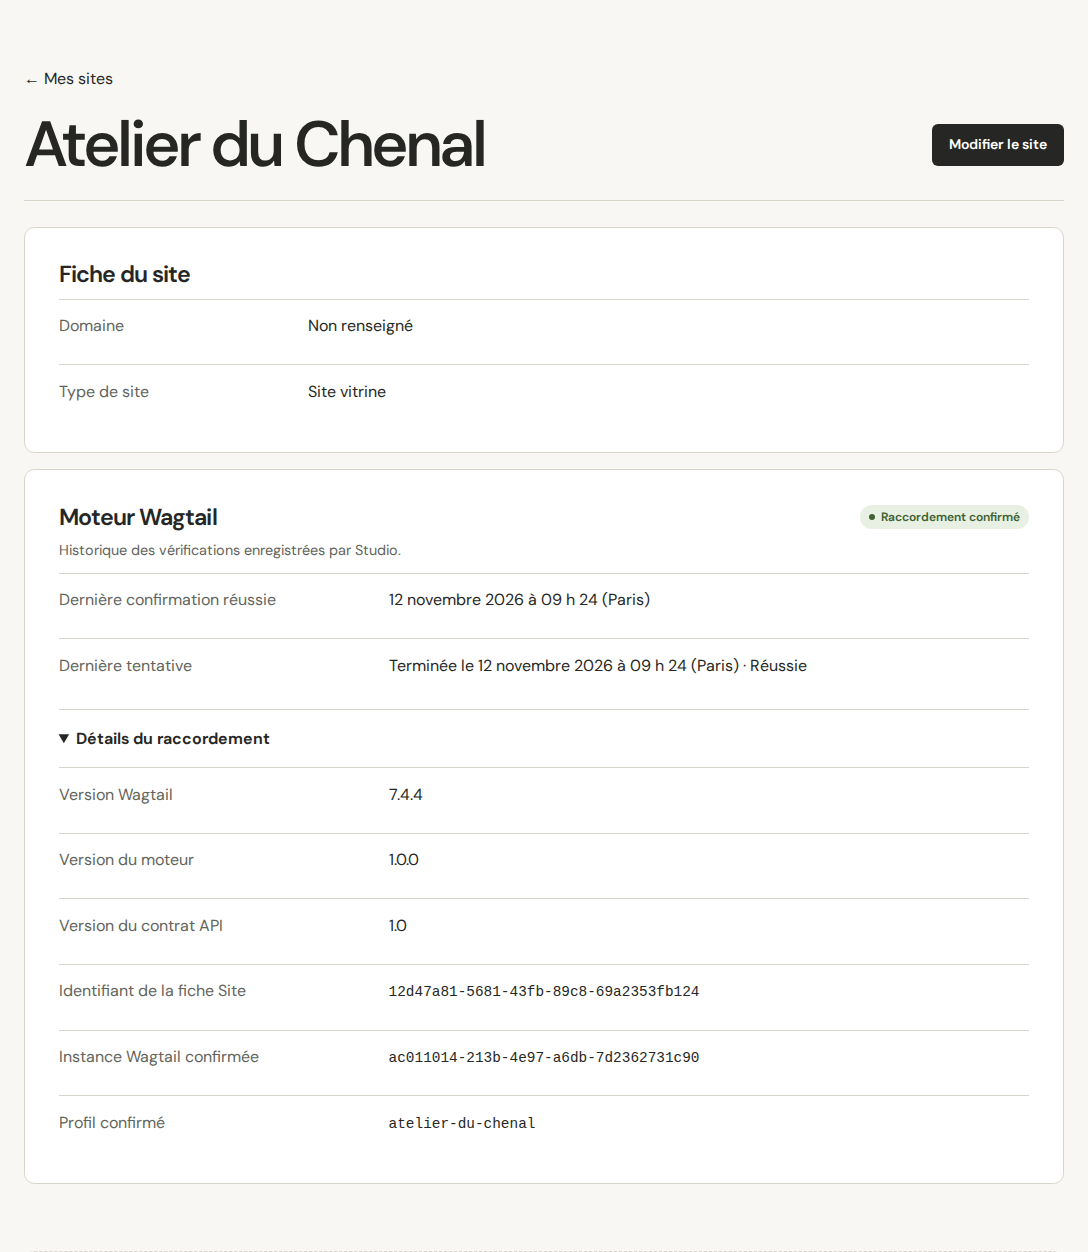 ← Mes sites
Atelier du Chenal
Modifier le site
Fiche du site
Domaine Non renseigné
Type de site Site vitrine
Moteur Wagtail
Raccordement confirmé
Historique des vérifications enregistrées par Studio.
Dernière confirmation réussie 12 novembre 2026 à 09 h 24 (Paris)
Dernière tentative Terminée le 12 novembre 2026 à 09 h 24 (Paris) · Réussie
▼ Détails du raccordement
Version Wagtail 7.4.4
Version du moteur 1.0.0
Version du contrat API 1.0
Identifiant de la fiche Site 12d47a81-5681-43fb-89c8-69a2353fb124
Instance Wagtail confirmée ac011014-213b-4e97-a6db-7d2362731c90
Profil confirmé atelier-du-chenal